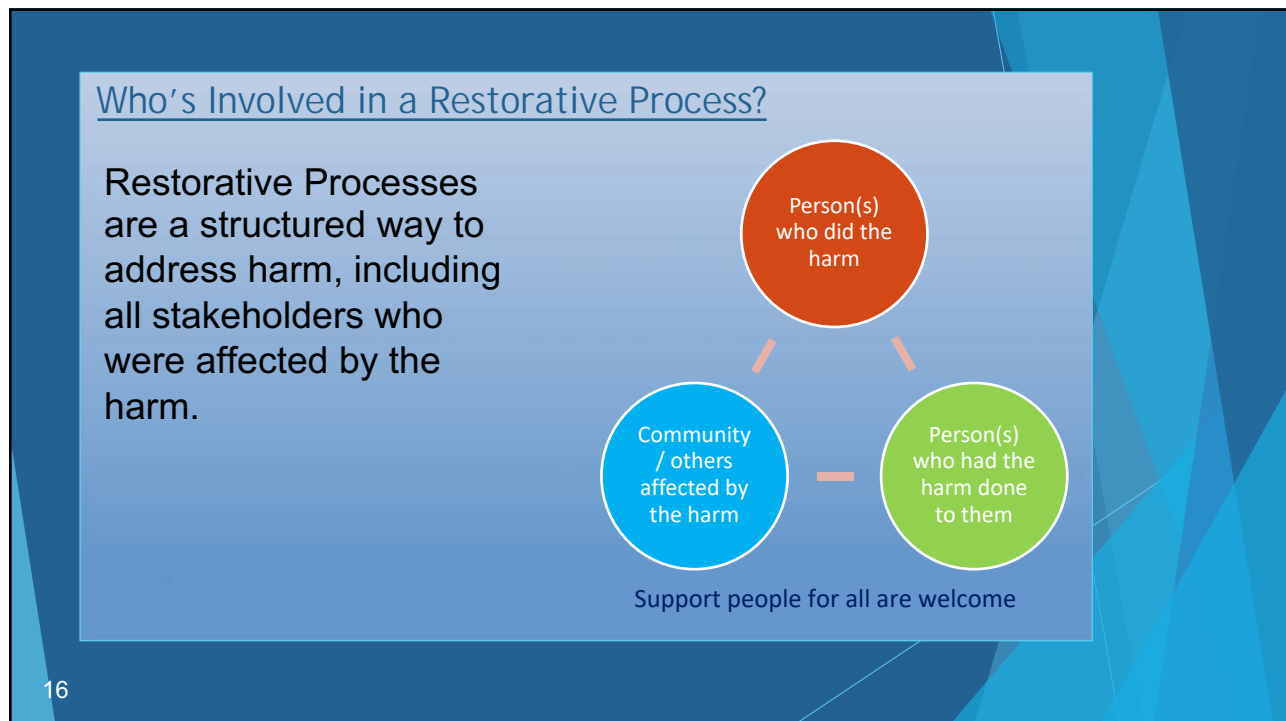 Who's Involved in a Restorative Process?
Restorative Processes
are a structured way to
address harm, including
all stakeholders who
were affected by the
harm.
Person(s)
who did the
harm
Community
/ others
affected by
the harm
Person(s)
who had the
harm done
to them
Support people for all are welcome
16